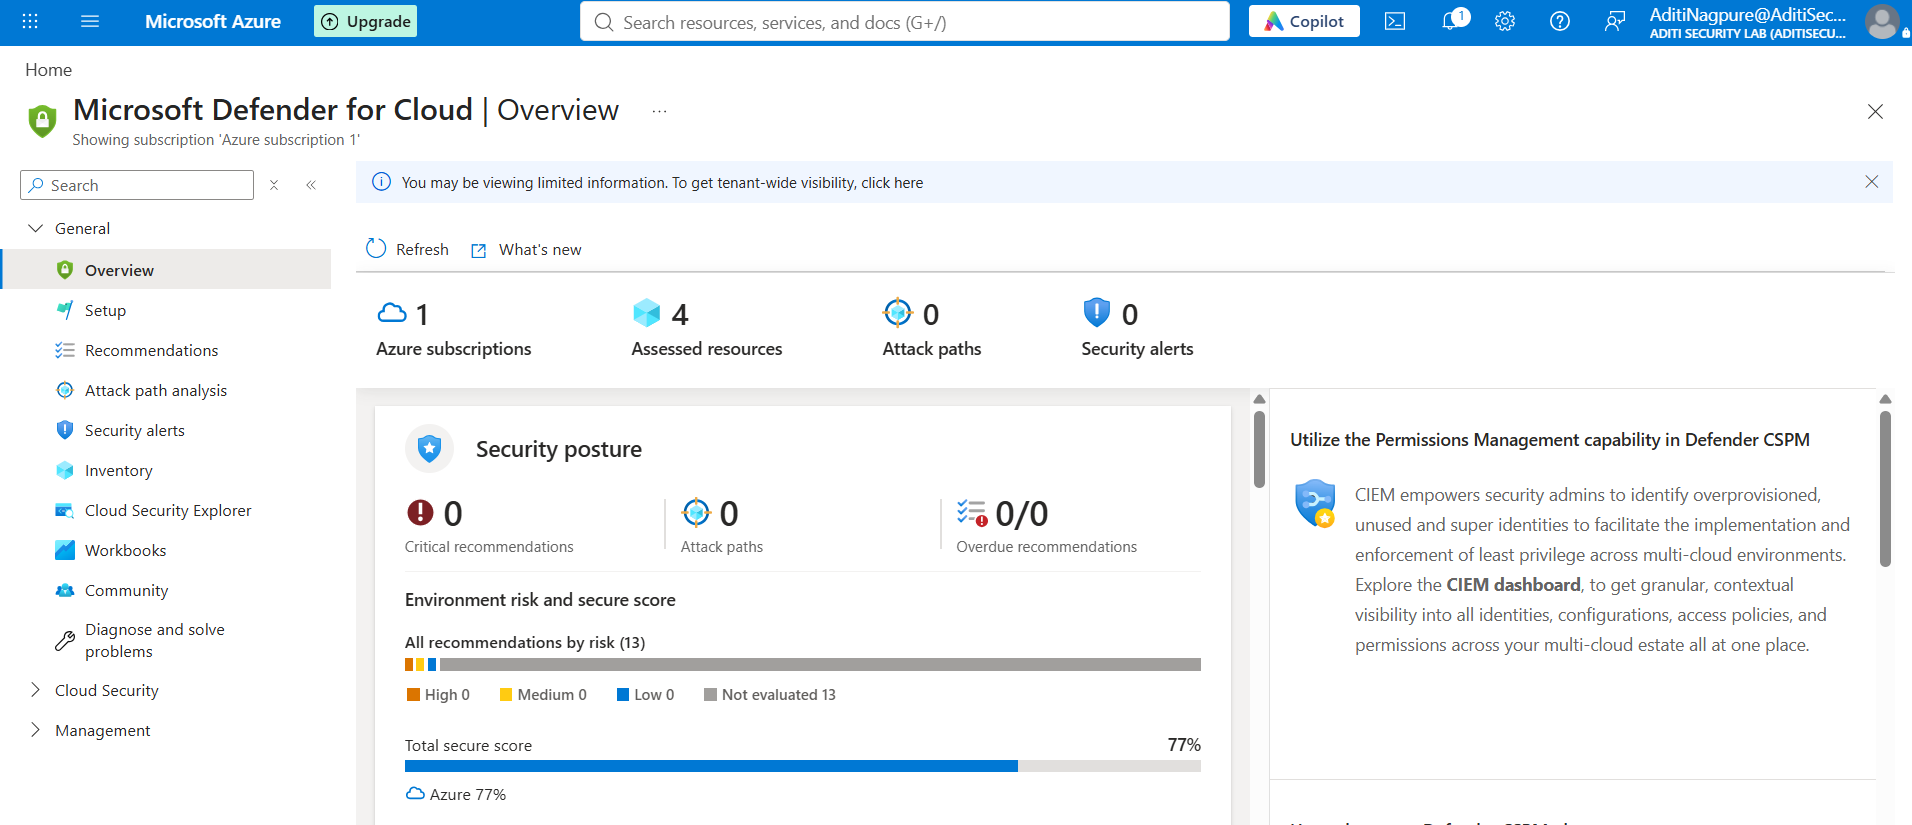 Microsoft Azure
Upgrade
Search resources, services, and docs (G+/)
Copilot
1
AditiNagpure@AditiSec...
ADITI SECURITY LAB (ADITISECU...
Home
Microsoft Defender for Cloud | Overview ...
Showing subscription 'Azure subscription 1'
Search
General
Overview
Setup
Recommendations
Attack path analysis
Security alerts
Inventory
Cloud Security Explorer
Workbooks
Community
Diagnose and solve
problems
Cloud Security
Management
You may be viewing limited information. To get tenant-wide visibility, click here
Refresh
What's new
1
Azure subscriptions
4
Assessed resources
0
Attack paths
0
Security alerts
Security posture
0
Critical recommendations
0
Attack paths
0/0
Overdue recommendations
Environment risk and secure score
All recommendations by risk (13)
High 0
Medium 0
Low 0
Not evaluated 13
Total secure score
77%
Azure 77%
Utilize the Permissions Management capability in Defender CSPM
CIEM empowers security admins to identify overprovisioned,
unused and super identities to facilitate the implementation and
enforcement of least privilege across multi-cloud environments.
Explore the CIEM dashboard, to get granular, contextual
visibility into all identities, configurations, access policies, and
permissions across your multi-cloud estate all at one place.